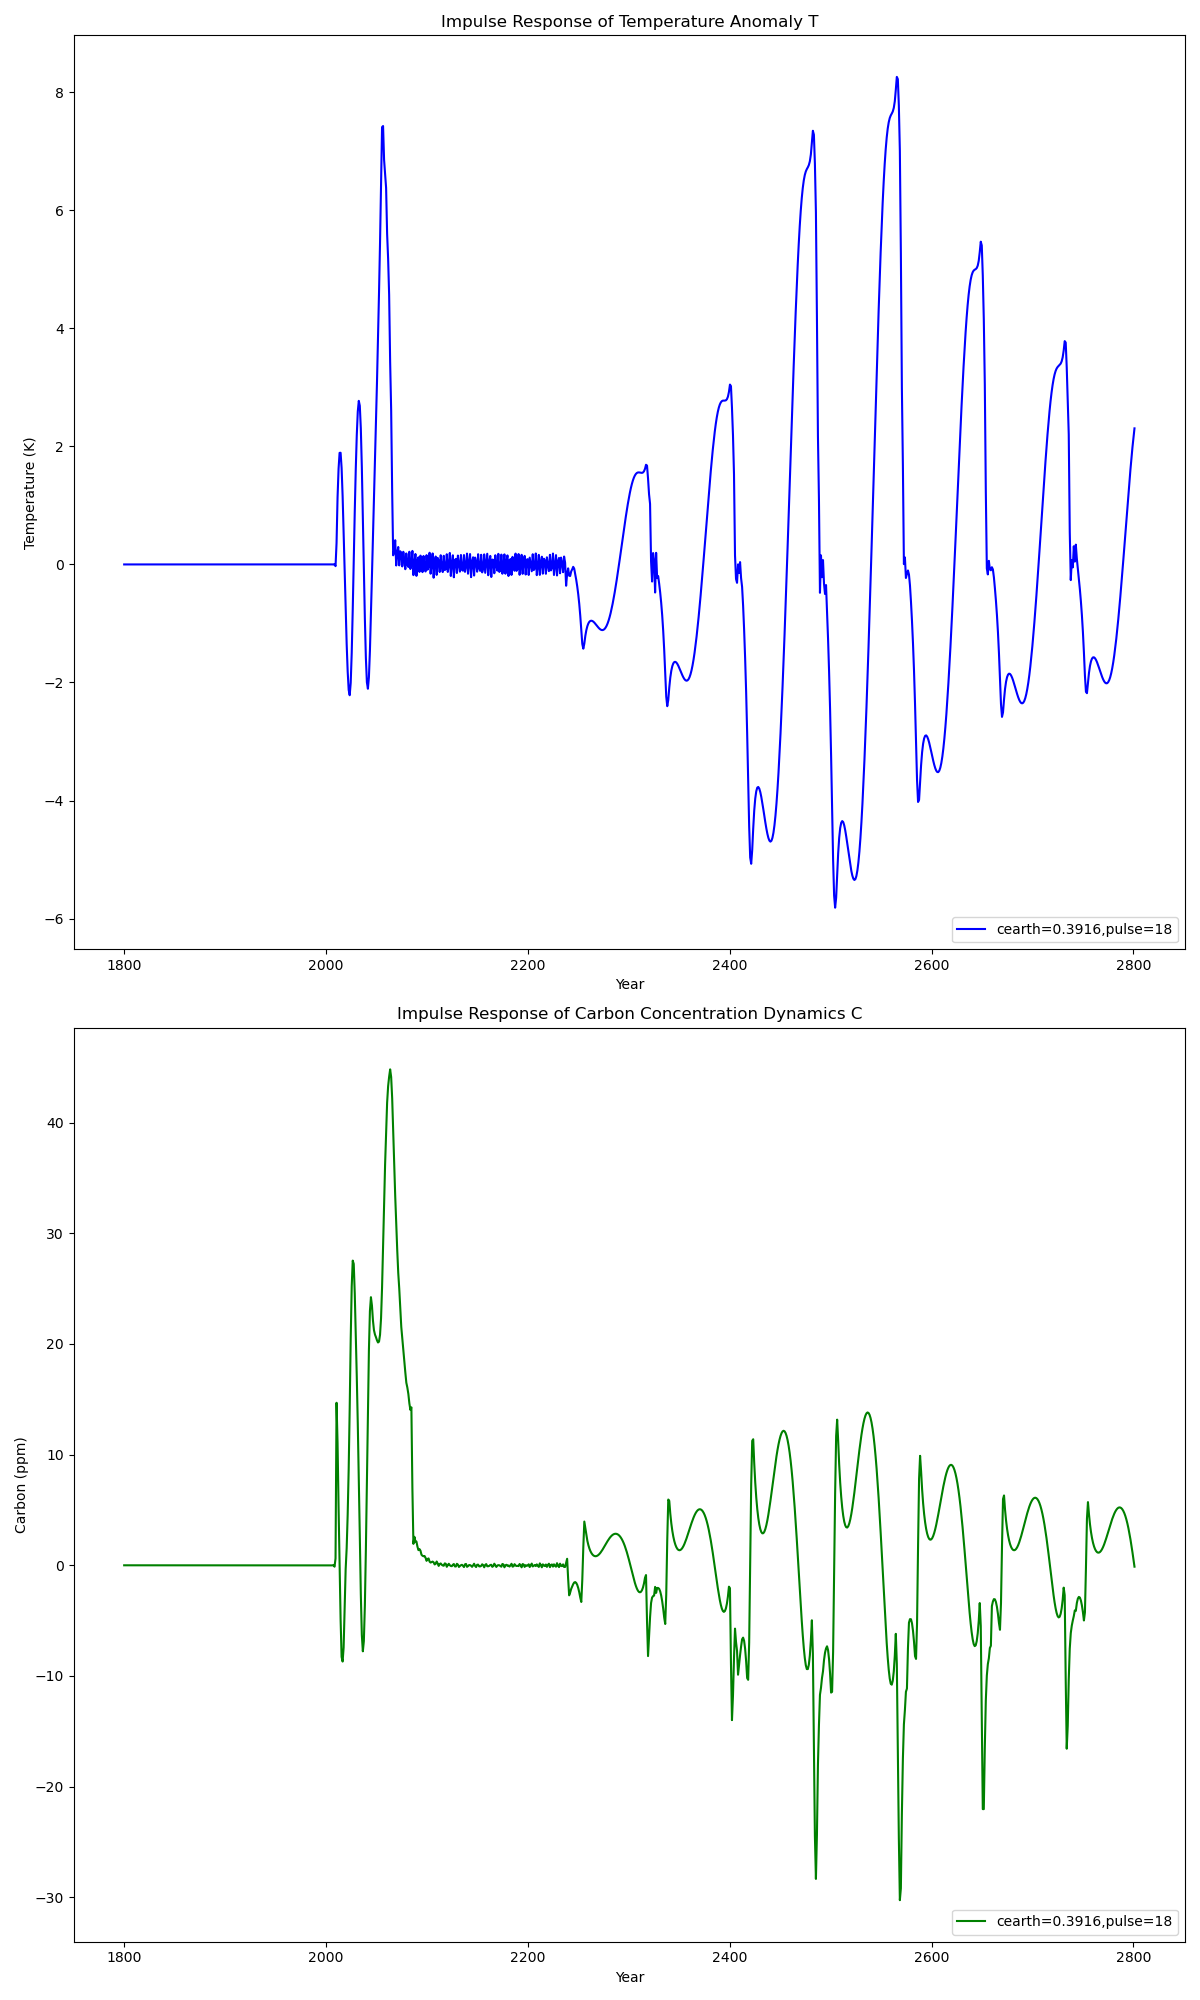 Impulse Response of Temperature Anomaly T
Temperature (K)
8
6
4
2
0
−2
−4
−6
cearth=0.3916,pulse=18
1800 2000 2200 2400 2600 2800
Year
Impulse Response of Carbon Concentration Dynamics C
Carbon (ppm)
40
30
20
10
0
−10
−20
−30
cearth=0.3916,pulse=18
1800 2000 2200 2400 2600 2800
Year